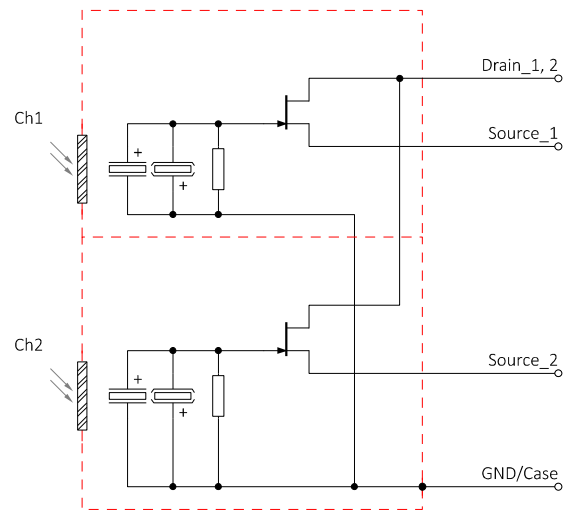 Drain_1, 2
Ch1
+
Source_1
+
Ch2
Source_2
+
+
GND/Case